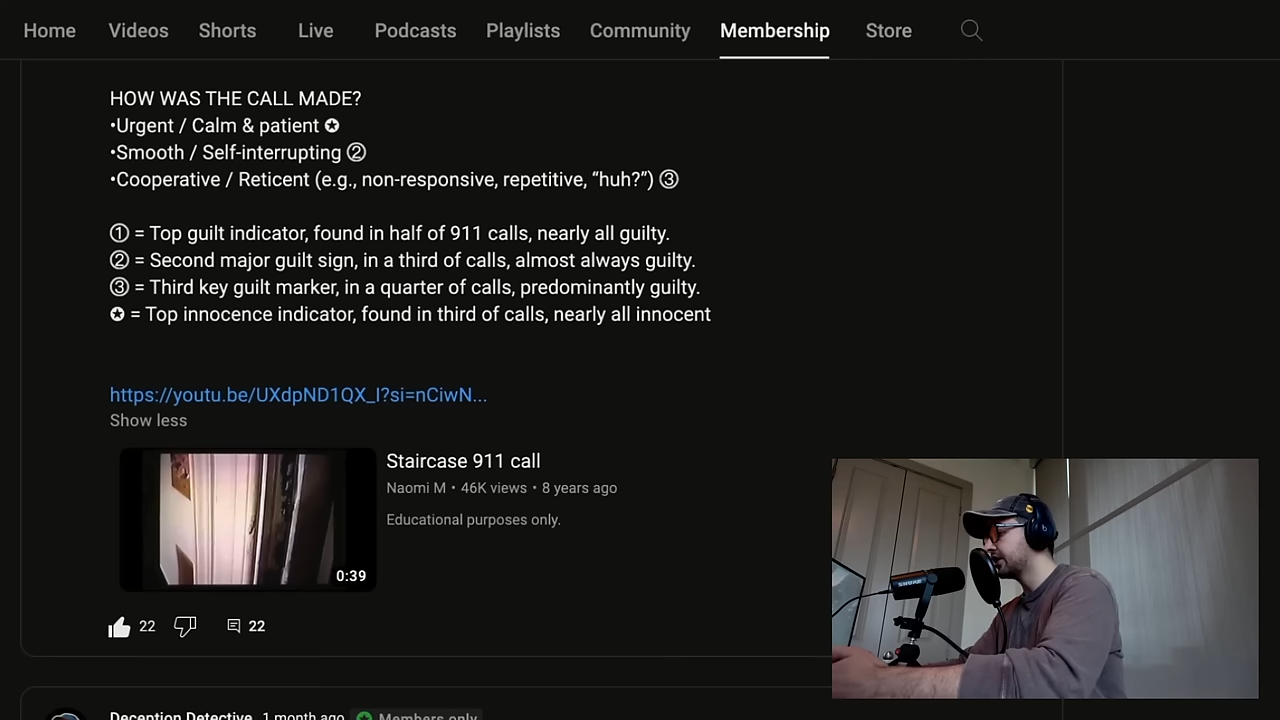 Home Videos Shorts Live Podcasts Playlists Community Membership Store
HOW WAS THE CALL MADE?
•Urgent / Calm & patient ✪
•Smooth / Self-interrupting ②
•Cooperative / Reticent (e.g., non-responsive, repetitive, “huh?”) ③
① = Top guilt indicator, found in half of 911 calls, nearly all guilty.
② = Second major guilt sign, in a third of calls, almost always guilty.
③ = Third key guilt marker, in a quarter of calls, predominantly guilty.
✪ = Top innocence indicator, found in third of calls, nearly all innocent
https://youtu.be/UXdpND1QX_I?si=nCiwN...
Show less
Staircase 911 call
Naomi M • 46K views • 8 years ago
Educational purposes only.
0:39
22 22
Deception Detective 1 month ago Members only
SHURE